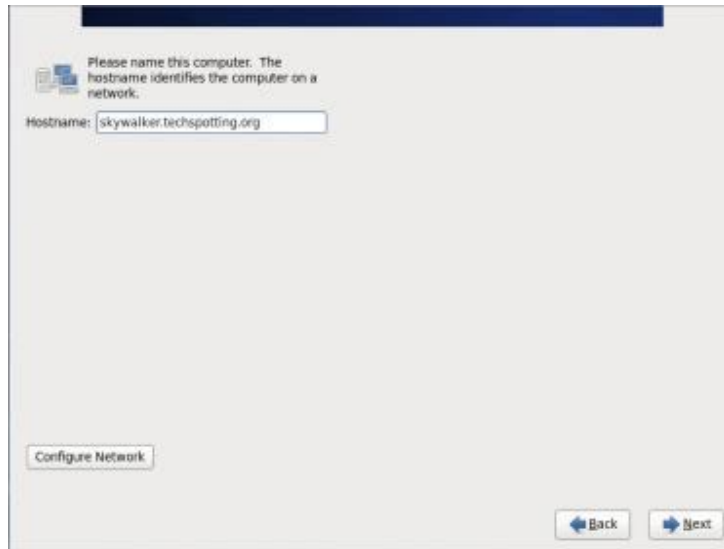 Please name this computer. The
hostname identifies the computer on a
network.
Hostname: skywalker.techspotting.org
Configure Network
Back Next